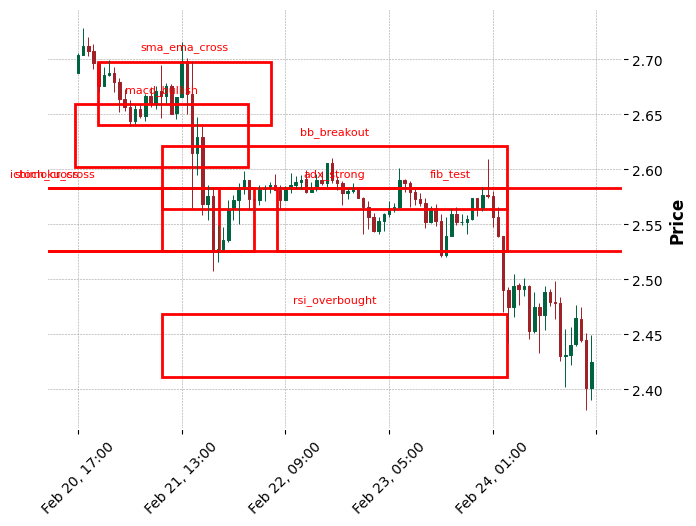 sma_ema_cross
2.70
2.65
bb_breakout
2.60
adx_strong
fib_test
2.55
Price
2.50
rsi_overbought
2.45
2.40
Feb 20, 17:00
Feb 21, 13:00
Feb 22, 09:00
Feb 23, 05:00
Feb 24, 01:00